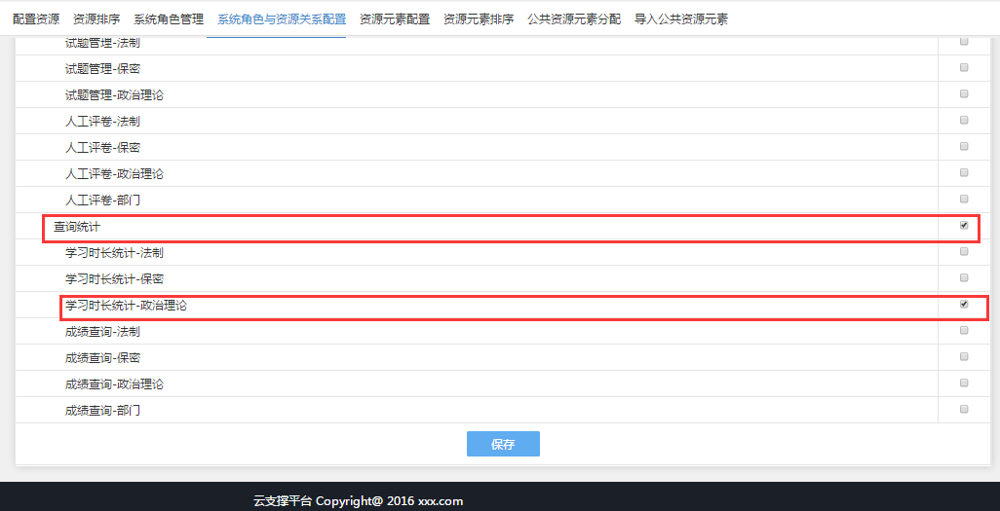 配置资源 资源排序 系统角色管理 系统角色与资源关系配置 资源元素配置 资源元素排序 公共资源元素分配 导入公共资源元素
试题管理-法制
试题管理-保密
试题管理-政治理论
人工评卷-法制
人工评卷-保密
人工评卷-政治理论
人工评卷-部门
查询统计
学习时长统计-法制
学习时长统计-保密
学习时长统计-政治理论
成绩查询-法制
成绩查询-保密
成绩查询-政治理论
成绩查询-部门
保存
云支撑平台 Copyright@ 2016 xxx.com